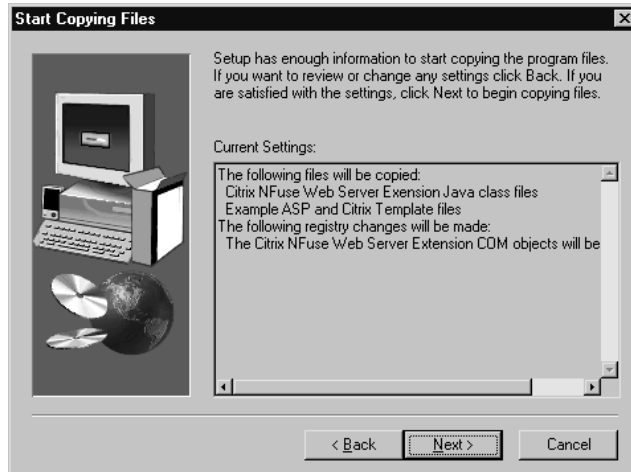 Start Copying Files
Setup has enough information to start copying the program files.
If you want to review or change any settings click Back. If you
are satisfied with the settings, click Next to begin copying files.
Current Settings:
The following files will be copied:
Citrix NFuse Web Server Exension Java class files
Example ASP and Citrix Template files
The following registry changes will be made:
The Citrix NFuse Web Server Extension COM objects will be
< Back
Next >
Cancel